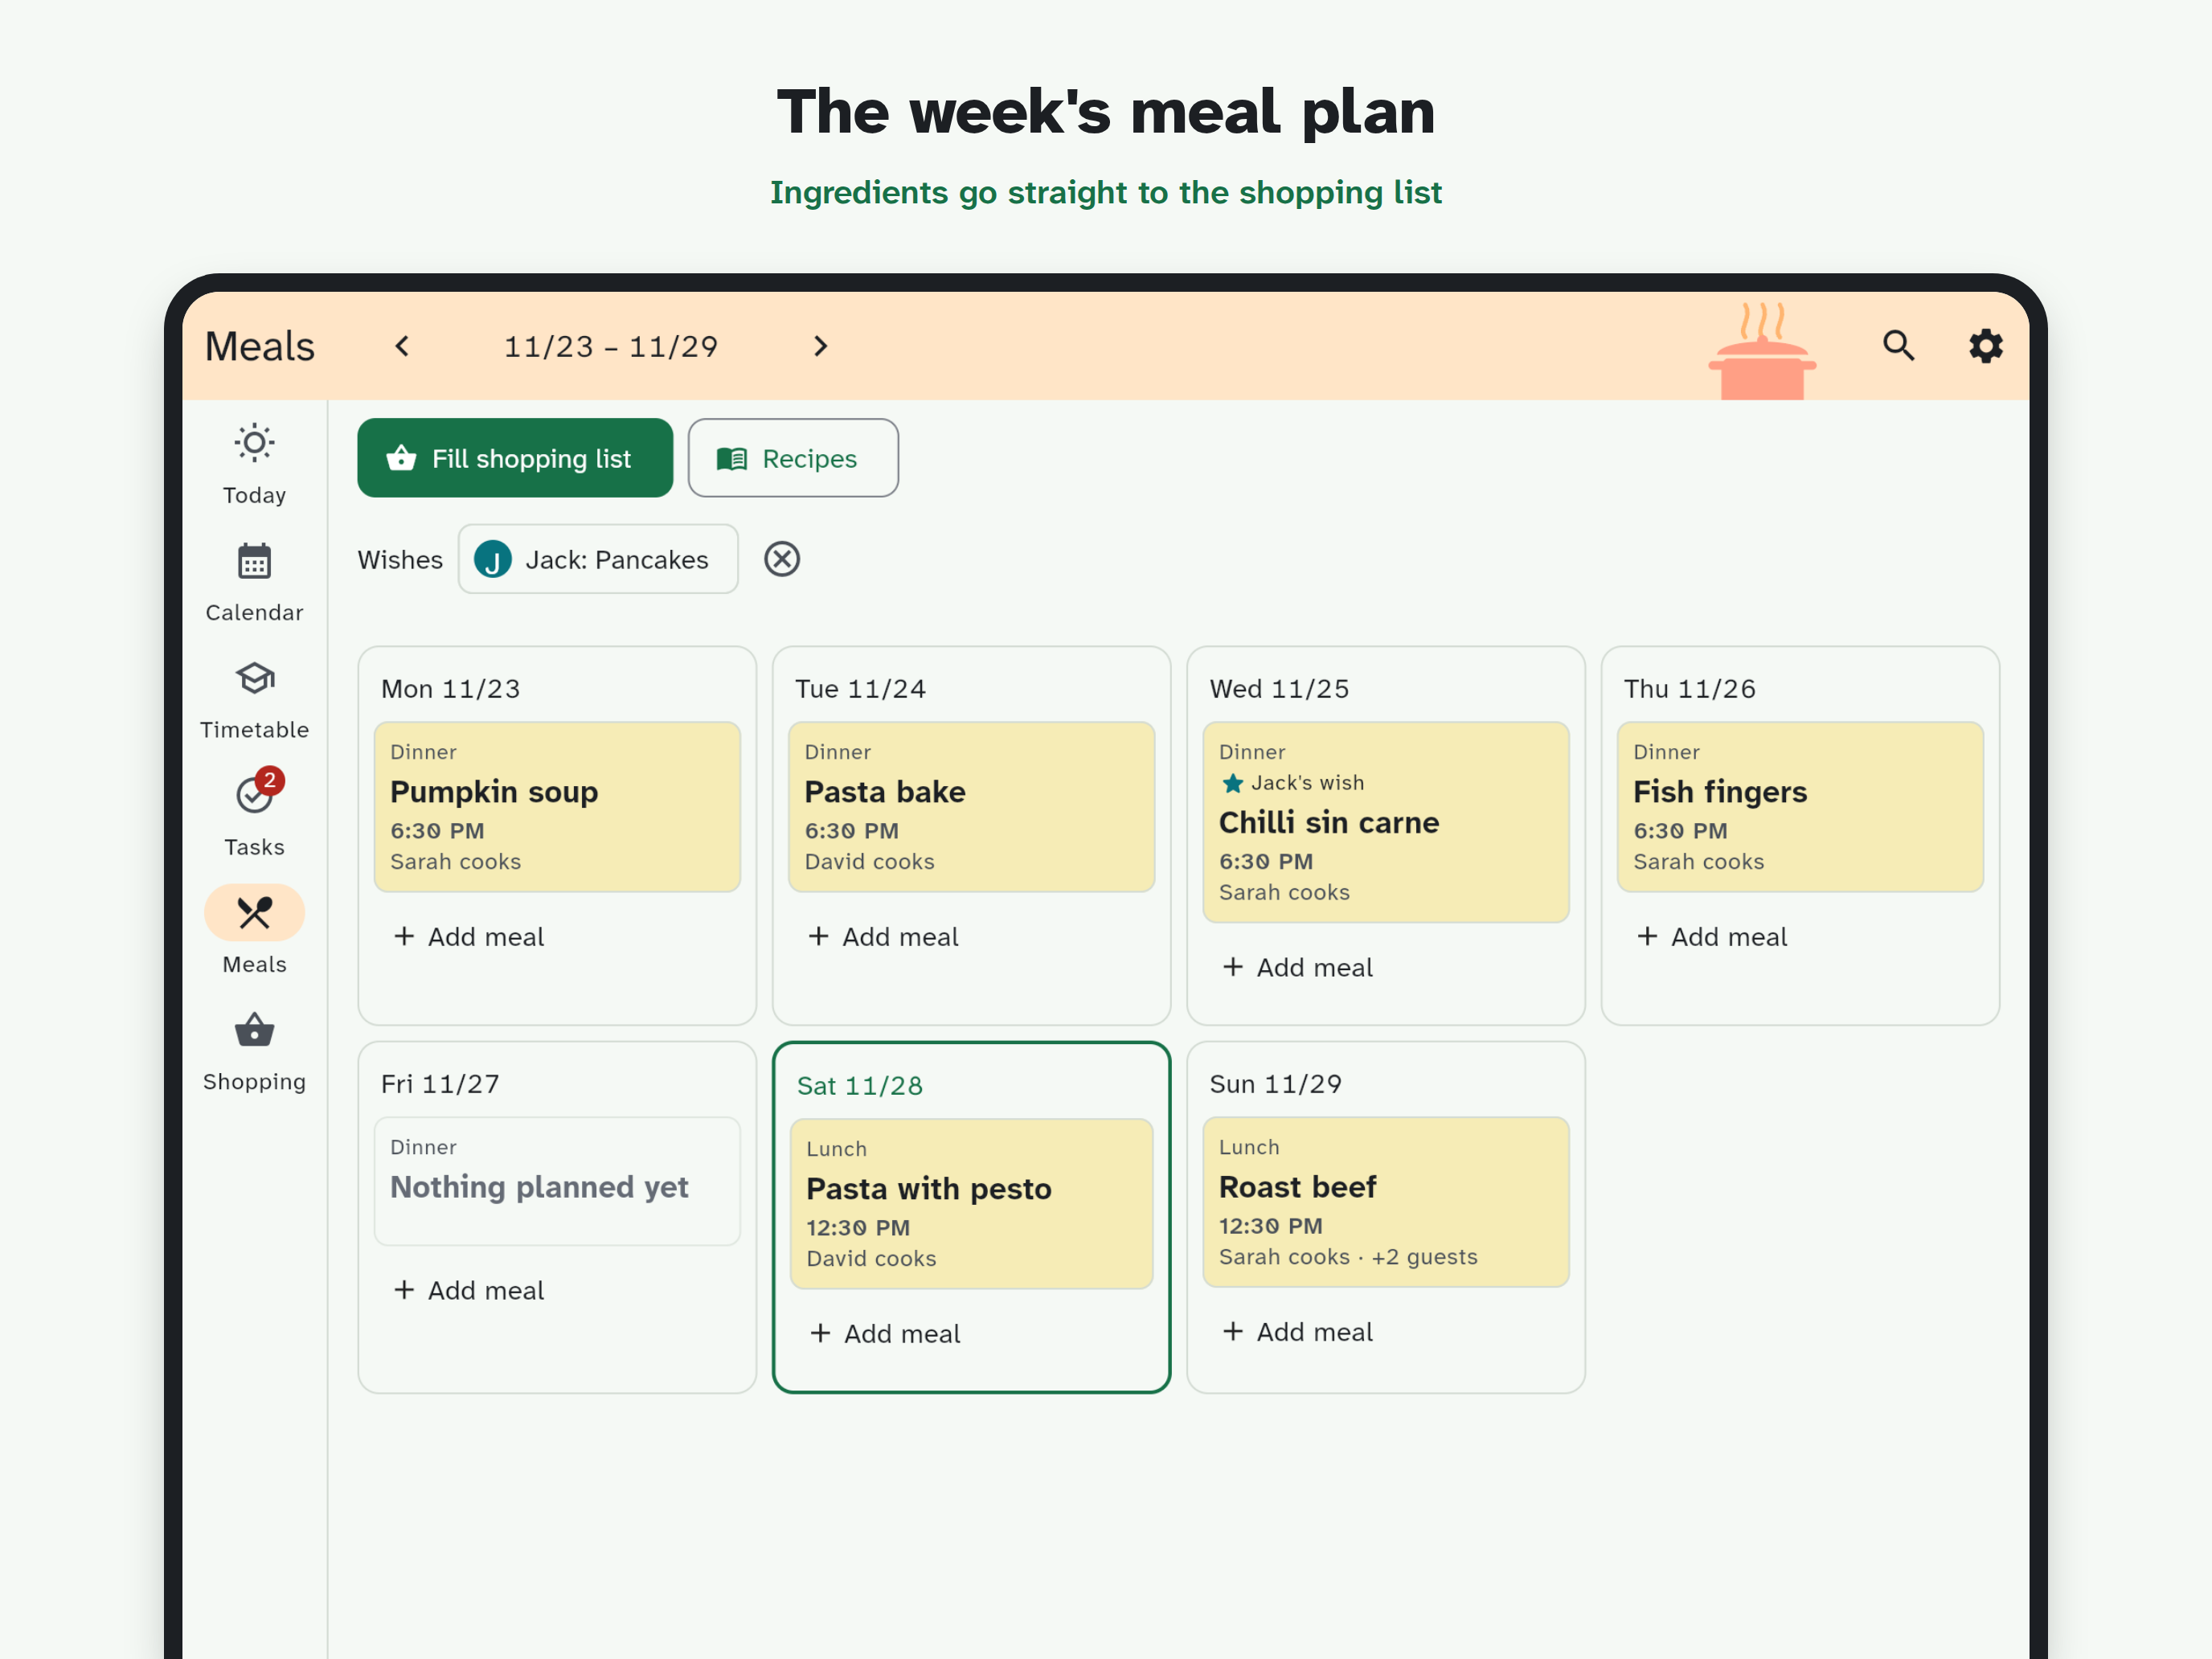 The week's meal plan
Ingredients go straight to the shopping list
Meals
11/23 – 11/29
Today
Calendar
Timetable
2
Tasks
Meals
Shopping
Fill shopping list
Recipes
Wishes
J
Jack: Pancakes
Mon 11/23
Dinner
Pumpkin soup
6:30 PM
Sarah cooks
+ Add meal
Tue 11/24
Dinner
Pasta bake
6:30 PM
David cooks
+ Add meal
Wed 11/25
Dinner
Jack's wish
Chilli sin carne
6:30 PM
Sarah cooks
+ Add meal
Thu 11/26
Dinner
Fish fingers
6:30 PM
Sarah cooks
+ Add meal
Fri 11/27
Dinner
Nothing planned yet
+ Add meal
Sat 11/28
Lunch
Pasta with pesto
12:30 PM
David cooks
+ Add meal
Sun 11/29
Lunch
Roast beef
12:30 PM
Sarah cooks · +2 guests
+ Add meal